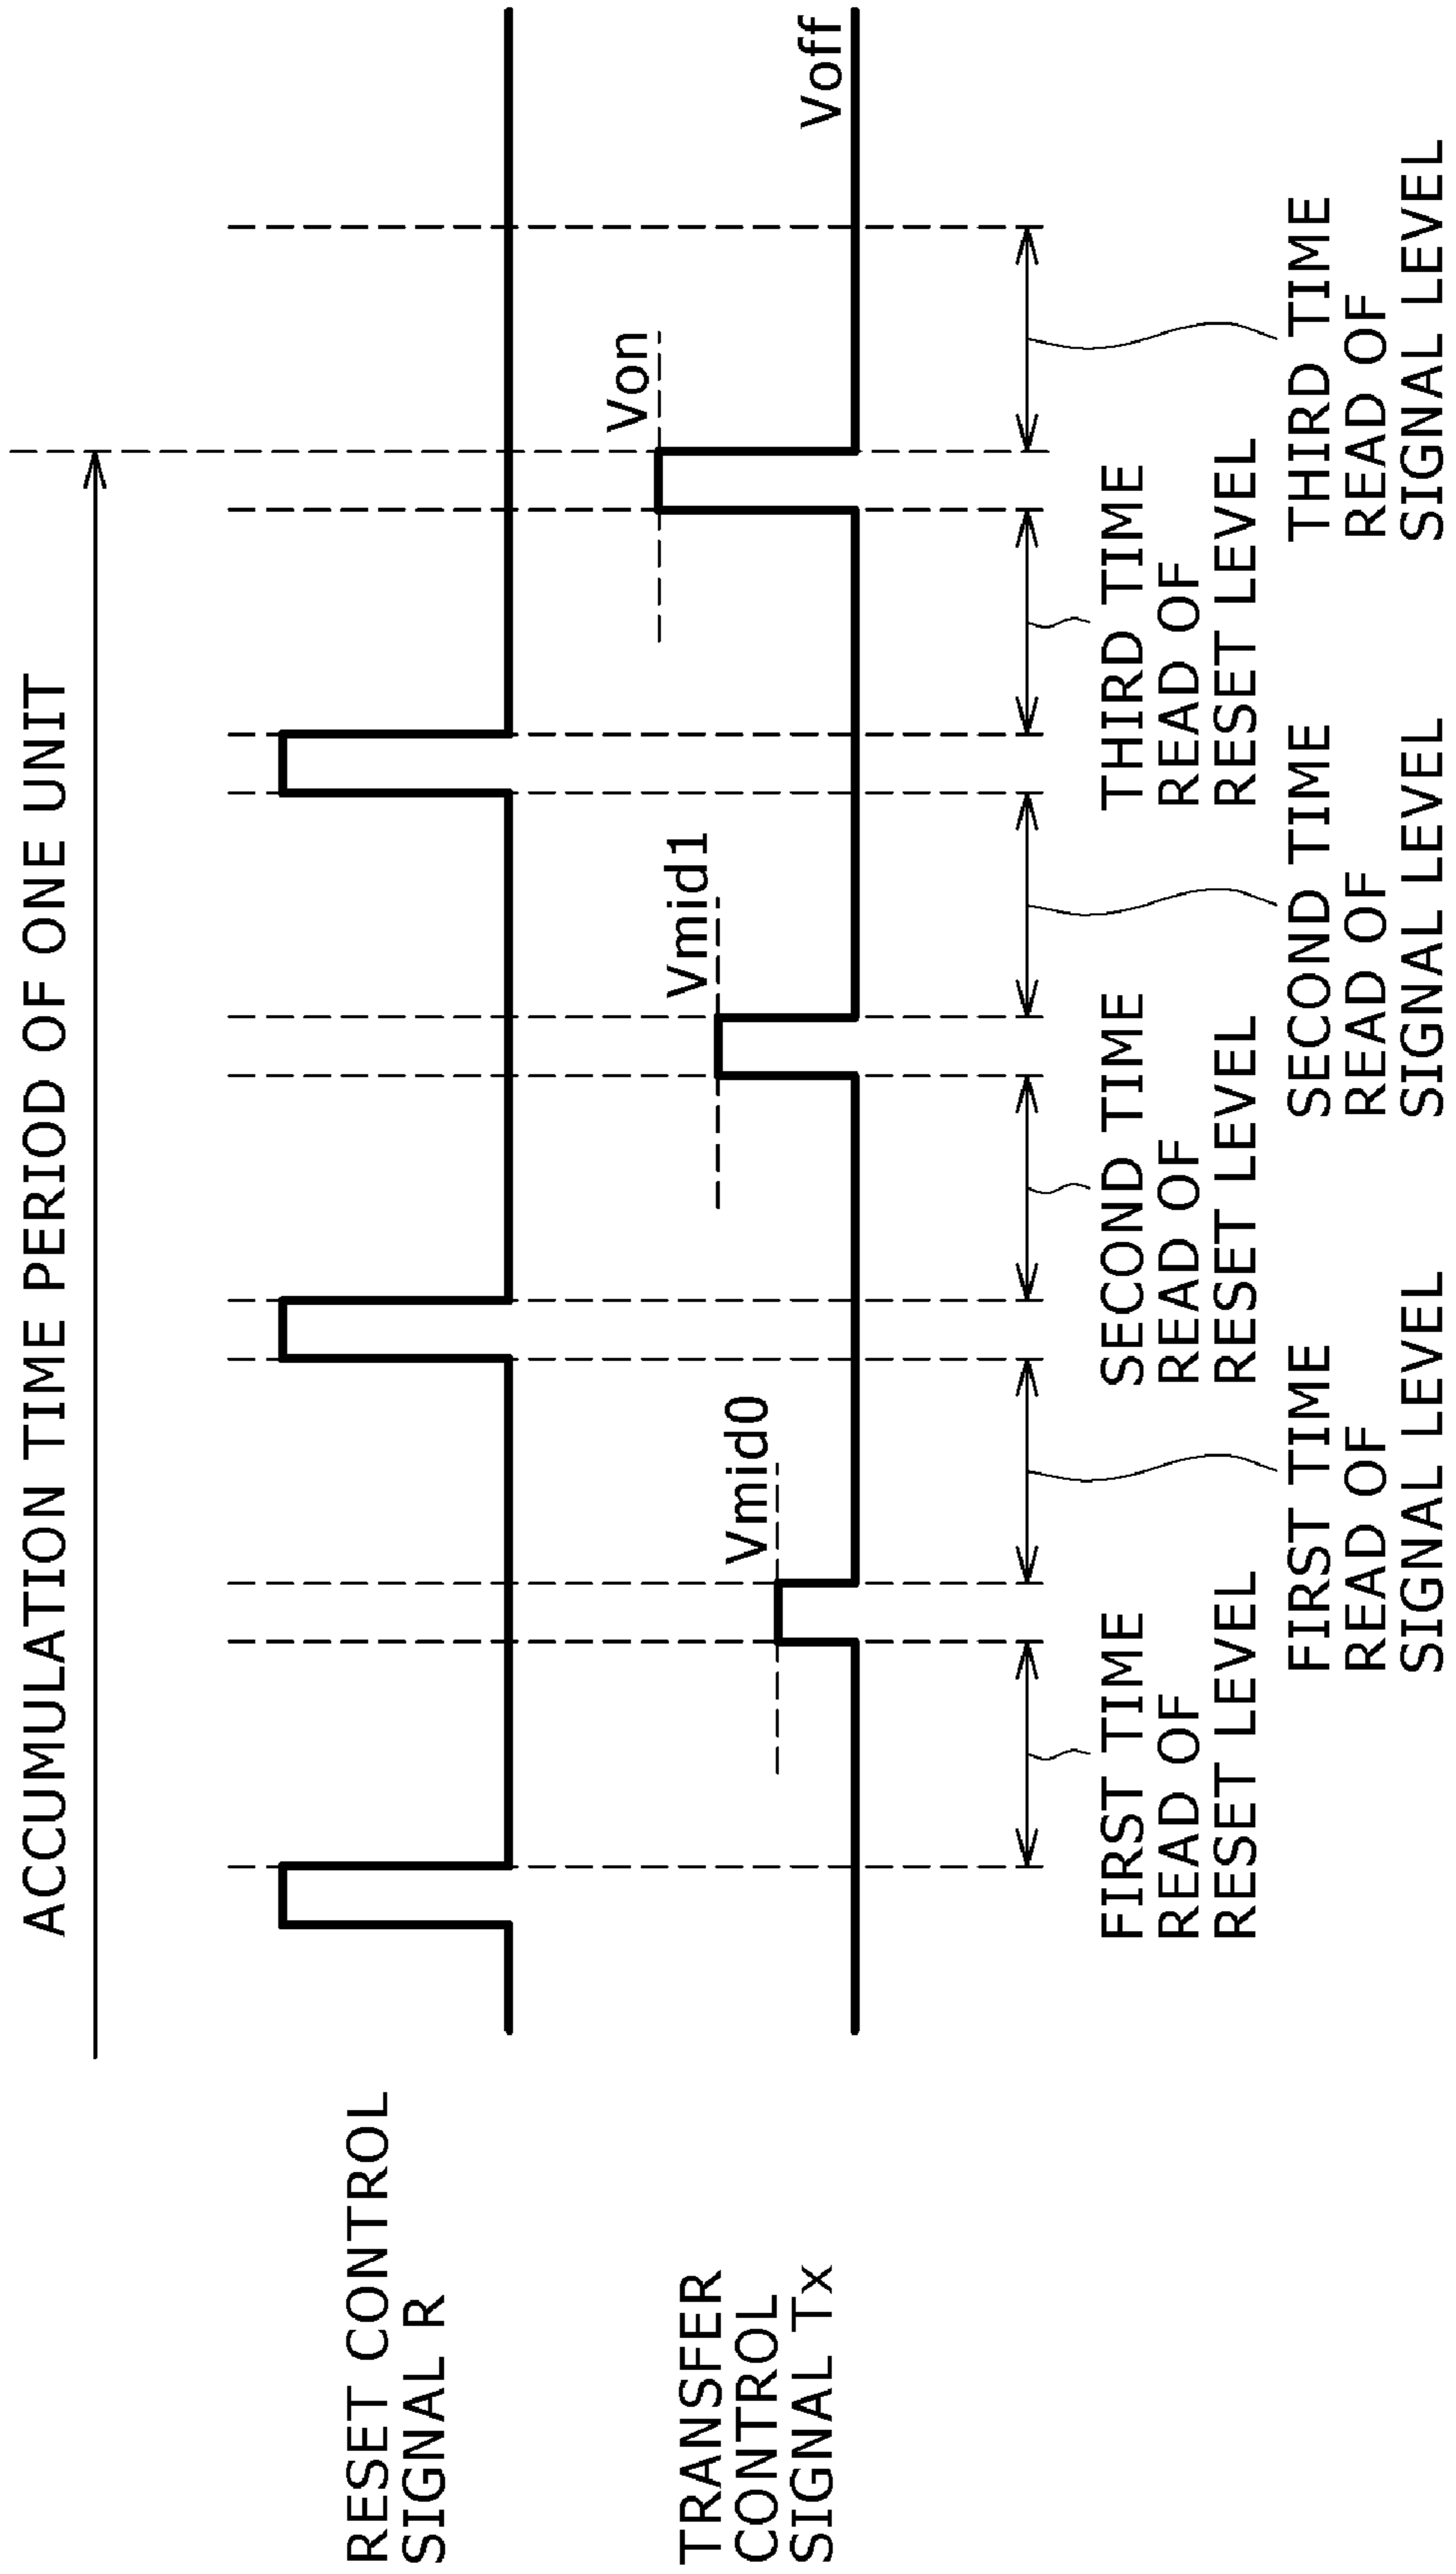 ACCUMULATION TIME PERIOD OF ONE UNIT
RESET CONTROL
SIGNAL R
TRANSFER
CONTROL
SIGNAL Tx
Vmid0
Vmid1
Von
Voff
FIRST TIME
READ OF
RESET LEVEL
SECOND TIME
READ OF
RESET LEVEL
THIRD TIME
READ OF
RESET LEVEL
FIRST TIME
READ OF
SIGNAL LEVEL
SECOND TIME
READ OF
SIGNAL LEVEL
THIRD TIME
READ OF
SIGNAL LEVEL